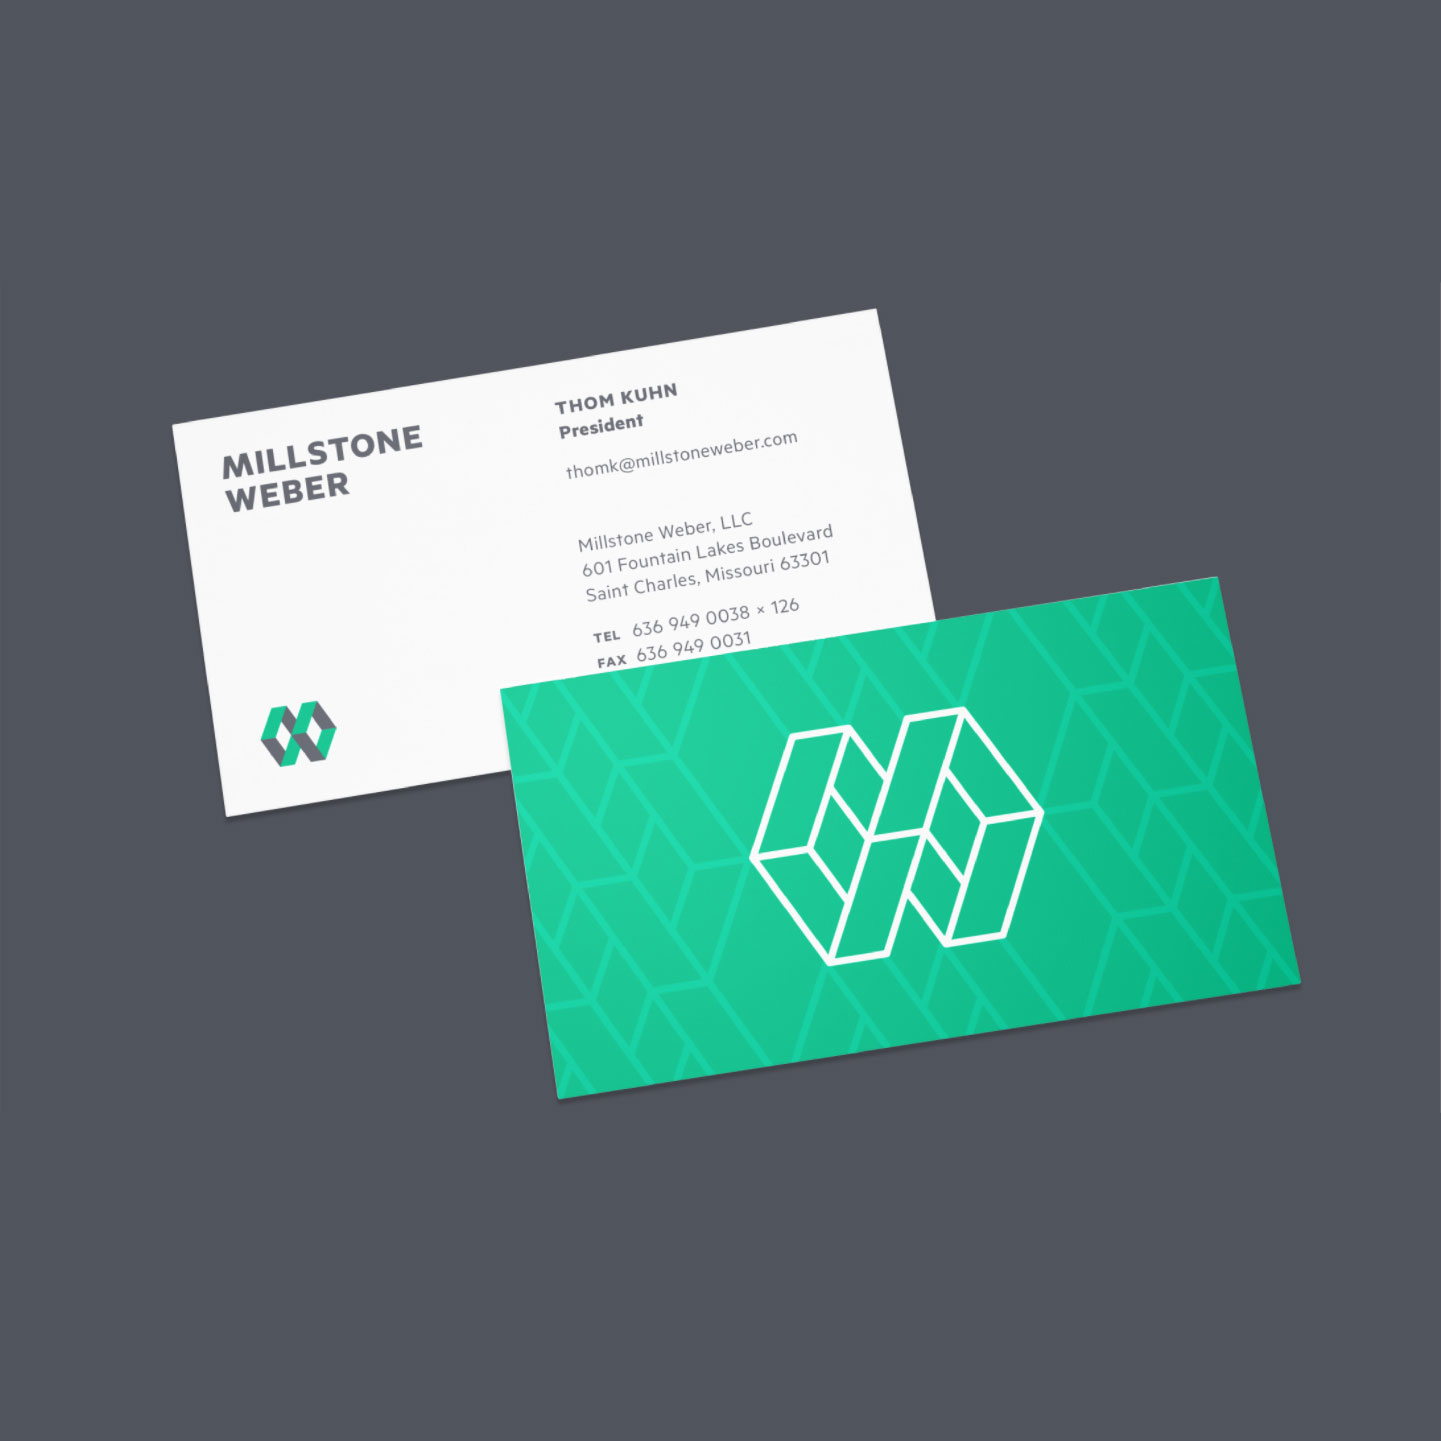 MILLSTONE
WEBER
THOM KUHN
President
thomk@millstoneweber.com
Millstone Weber, LLC
601 Fountain Lakes Boulevard
Saint Charles, Missouri 63301
TEL 636 949 0038 × 126
FAX 636 949 0031